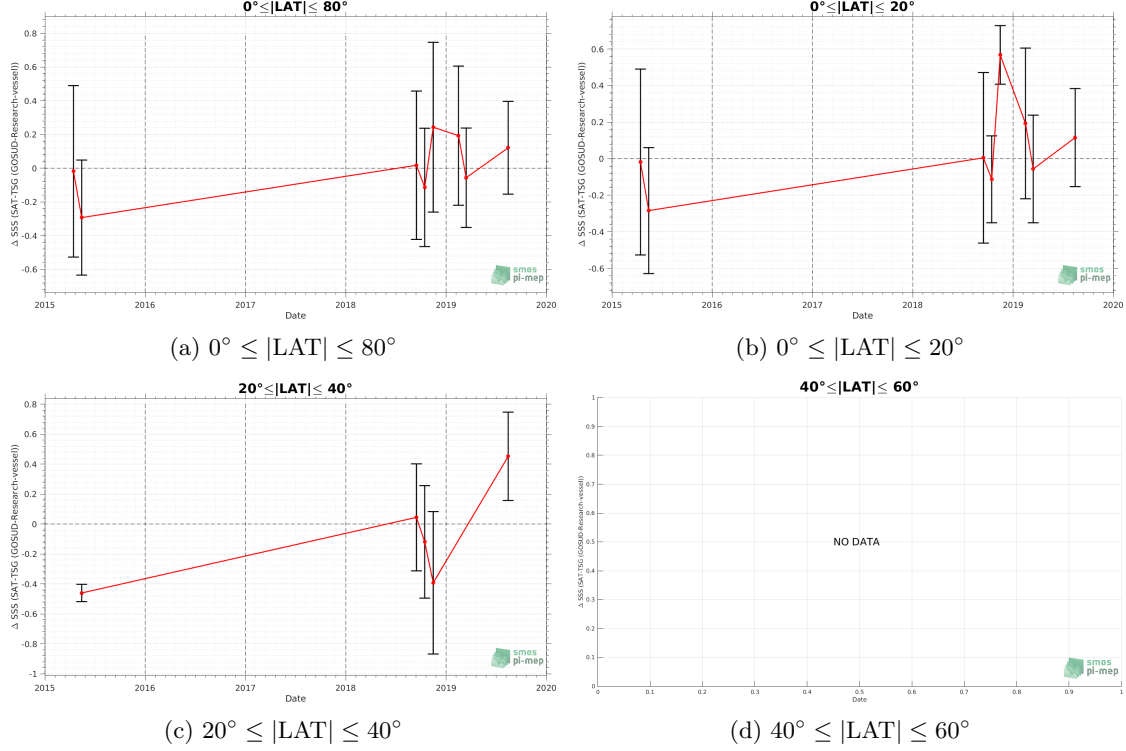 0°≤|LAT|≤ 80°
0.8
0.6
0.4
0.2
0
-0.2
-0.4
-0.6
Δ SSS (SAT-TSG (GOSUD-Research-vessel))
2015 2016 2017 2018 2019 2020
Date
smos
pi-mep
(a) 0° ≤ |LAT| ≤ 80°
0°≤|LAT|≤ 20°
0.6
0.4
0.2
0
-0.2
-0.4
-0.6
Δ SSS (SAT-TSG (GOSUD-Research-vessel))
2015 2016 2017 2018 2019 2020
Date
smos
pi-mep
(b) 0° ≤ |LAT| ≤ 20°
20°≤|LAT|≤ 40°
0.8
0.6
0.4
0.2
0
-0.2
-0.4
-0.6
-0.8
-1
Δ SSS (SAT-TSG (GOSUD-Research-vessel))
2015 2016 2017 2018 2019 2020
Date
smos
pi-mep
(c) 20° ≤ |LAT| ≤ 40°
40°≤|LAT|≤ 60°
1
0.9
0.8
0.7
0.6
0.5
0.4
0.3
0.2
0.1
0
Δ SSS (SAT-TSG (GOSUD-Research-vessel))
NO DATA
0 0.1 0.2 0.3 0.4 0.5 0.6 0.7 0.8 0.9 1
Date
smos
pi-mep
(d) 40° ≤ |LAT| ≤ 60°